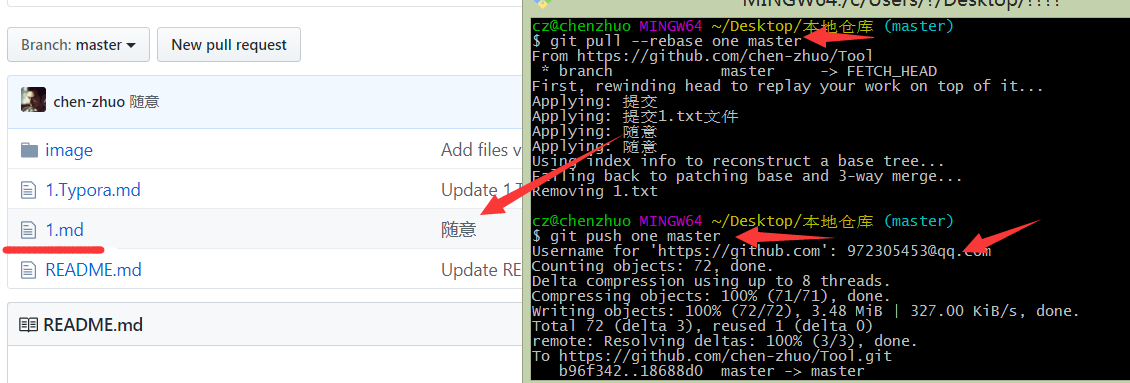 Branch: master
New pull request
chen-zhuo 随意
image
Add files v
1.Typora.md
Update 1.T
1.md
随意
README.md
Update RE
README.md
cz@chenzhuo MINGW64 ~/Desktop/本地仓库 (master)
$ git pull --rebase one master
From https://github.com/chen-zhuo/Tool
* branch master -> FETCH_HEAD
First, rewinding head to replay your work on top of it...
Applying: 提交
Applying: 提交1.txt文件
Applying: 随意
Applying: 随意
Using index info to reconstruct a base tree...
Falling back to patching base and 3-way merge...
Removing 1.txt
cz@chenzhuo MINGW64 ~/Desktop/本地仓库 (master)
$ git push one master
Username for 'https://github.com': 972305453@qq.com
Counting objects: 72, done.
Delta compression using up to 8 threads.
Compressing objects: 100% (71/71), done.
Writing objects: 100% (72/72), 3.48 MiB | 327.00 KiB/s, done.
Total 72 (delta 3), reused 1 (delta 0)
remote: Resolving deltas: 100% (3/3), done.
To https://github.com/chen-zhuo/Tool.git
b96f342..18688d0 master -> master